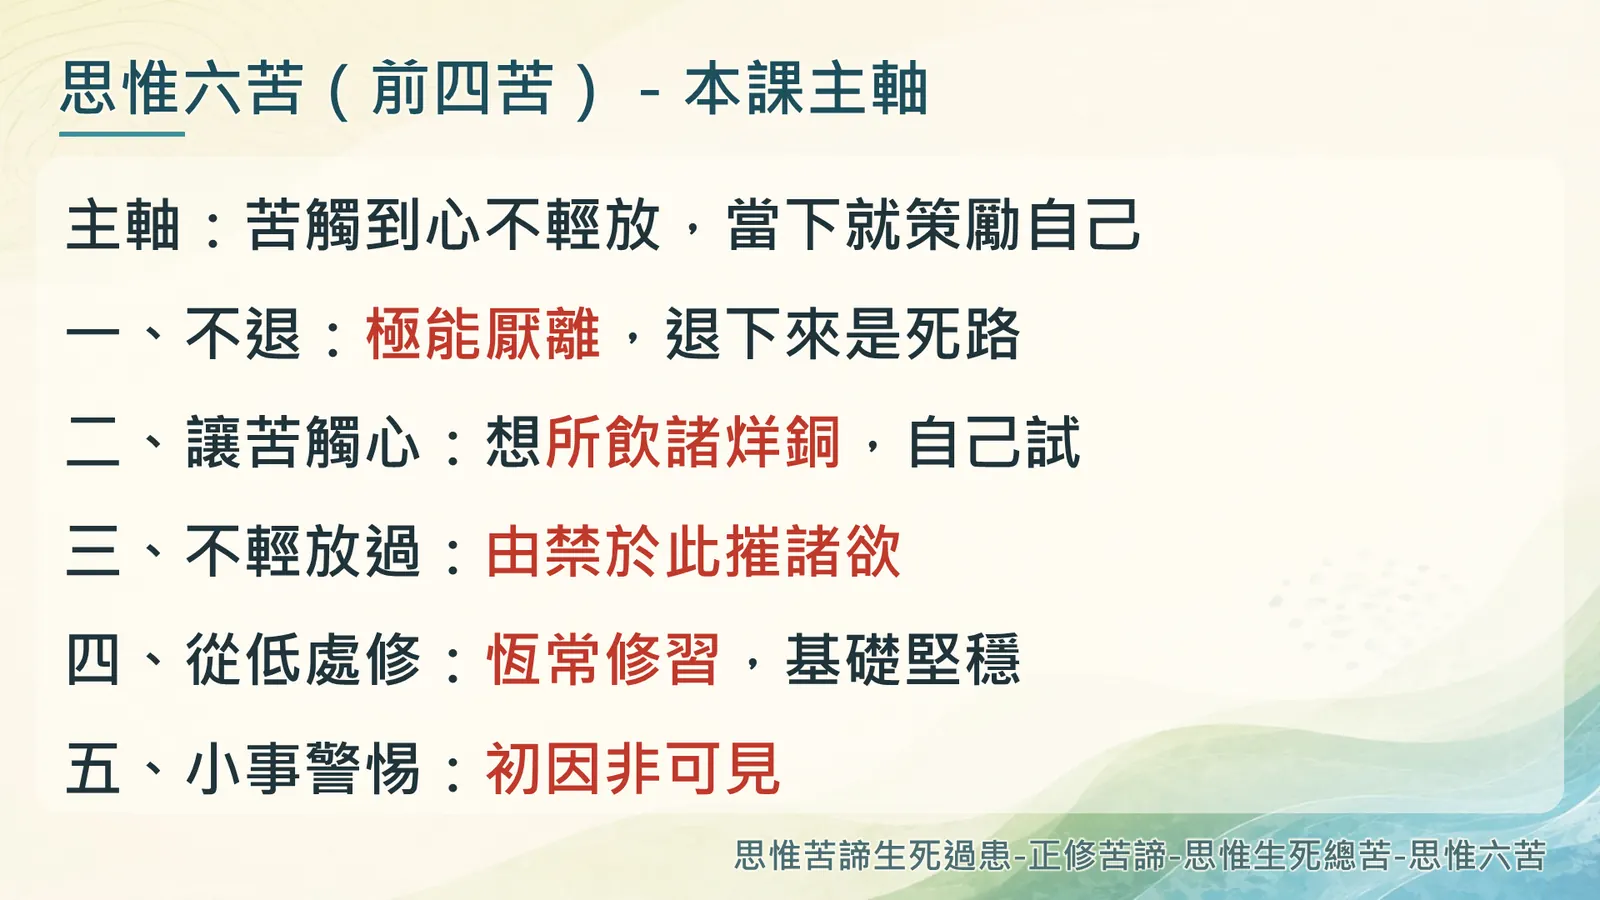 思惟六苦（前四苦）- 本課主軸
主軸：苦觸到心不輕放，當下就策勵自己
一、不退：極能厭離，退下來是死路
二、讓苦觸心：想所飲諸烊銅，自己試
三、不輕放過：由禁於此摧諸欲
四、從低處修：恆常修習，基礎堅穩
五、小事警惕：初因非可見
思惟苦諦生死過患-正修苦諦-思惟生死總苦-思惟六苦